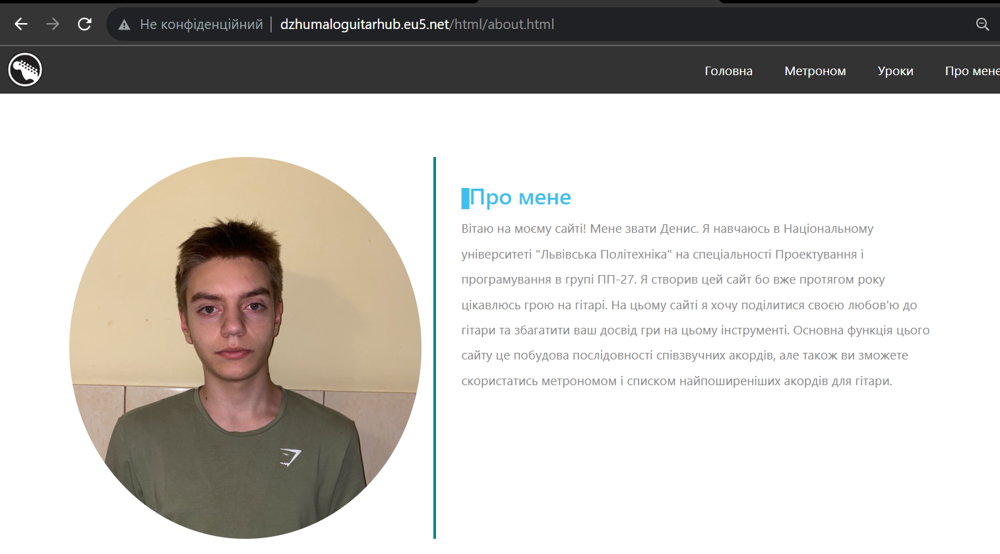 Не конфіденційний | dzhumaloguitarhub.eu5.net/html/about.html
Головна Метроном Уроки Про мене
Про мене
Вітаю на моєму сайті! Мене звати Денис. Я навчаюсь в Національному
університеті "Львівська Політехніка" на спеціальності Проектування і
програмування в групі ПП-27. Я створив цей сайт бо вже протягом року
цікавлюсь грою на гітарі. На цьому сайті я хочу поділитися своєю любов'ю до
гітари та збагатити ваш досвід гри на цьому інструменті. Основна функція цього
сайту це побудова послідовності співзвучних акордів, але також ви зможете
скористатись метрономом і списком найпоширеніших акордів для гітари.